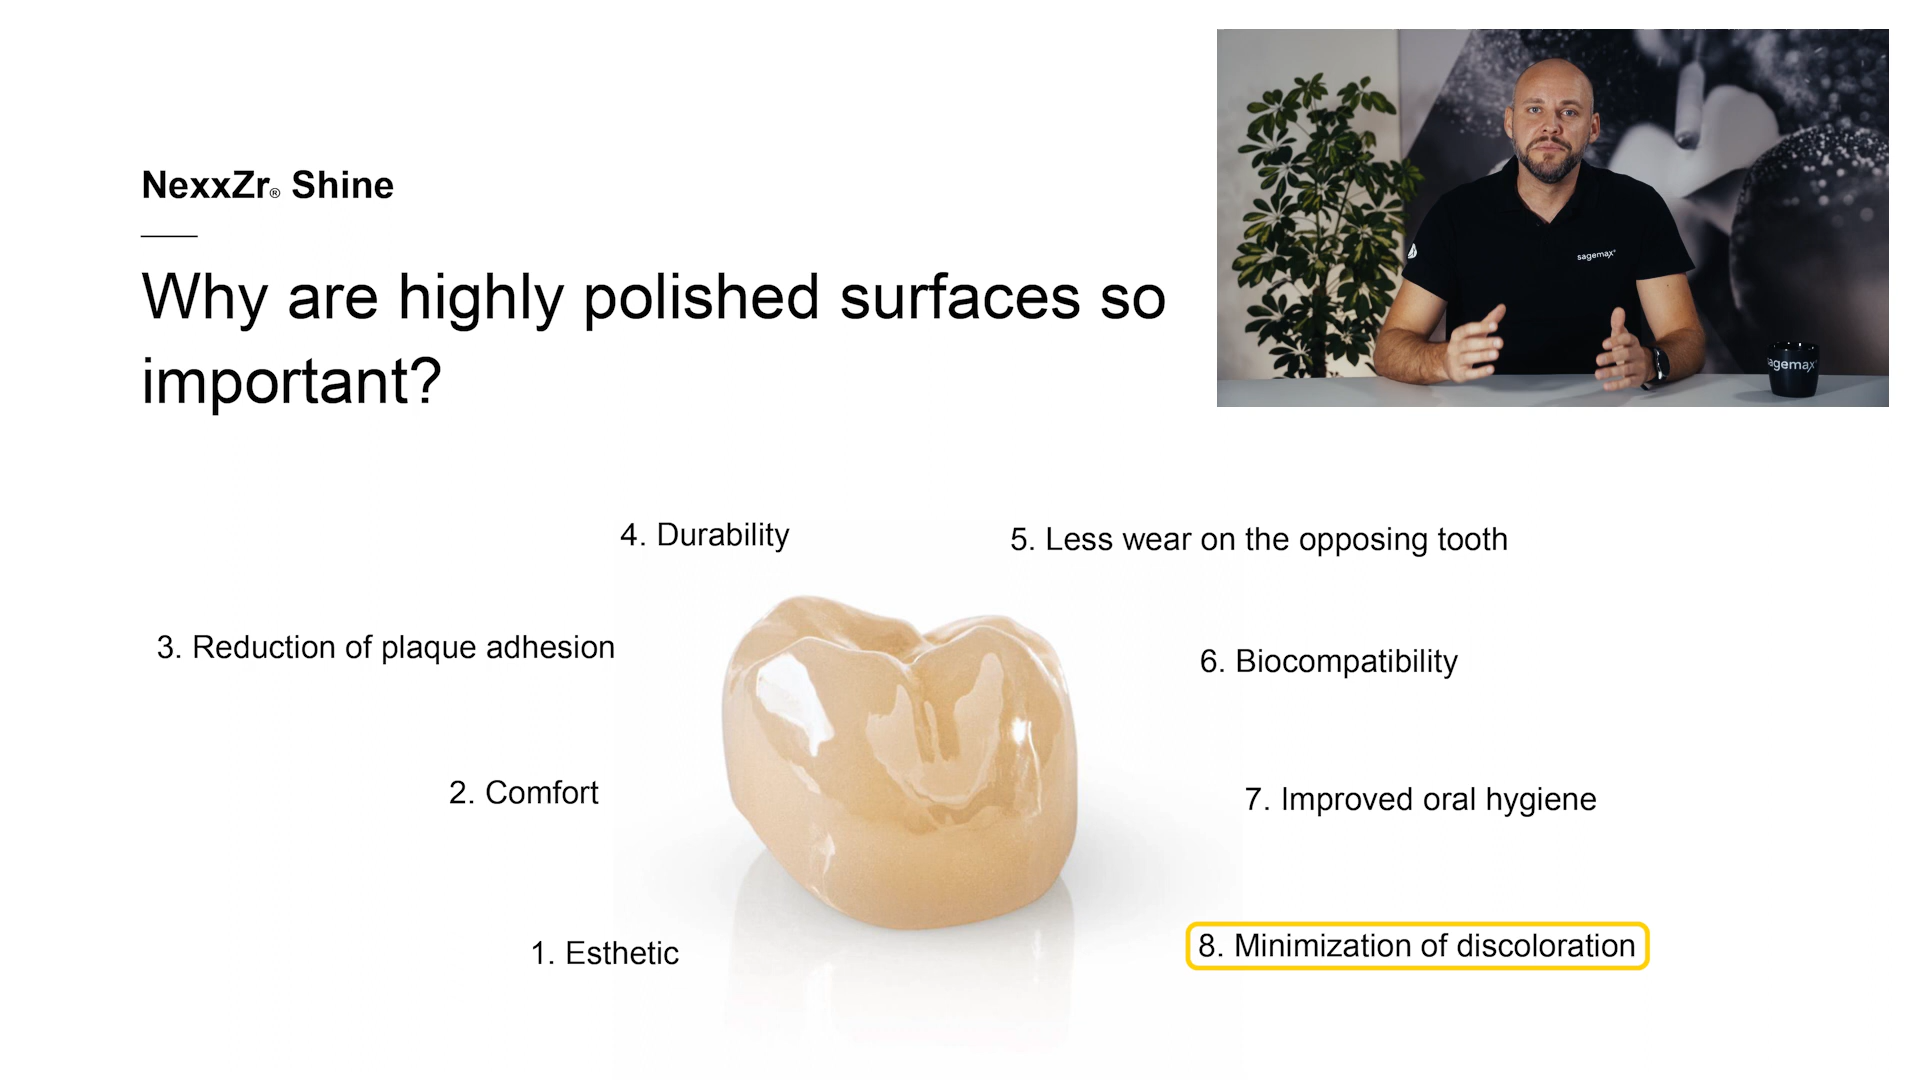 NexxZr® Shine
Why are highly polished surfaces so
important?
sagemax®
agemax®
4. Durability
5. Less wear on the opposing tooth
3. Reduction of plaque adhesion
6. Biocompatibility
2. Comfort
7. Improved oral hygiene
1. Esthetic
8. Minimization of discoloration